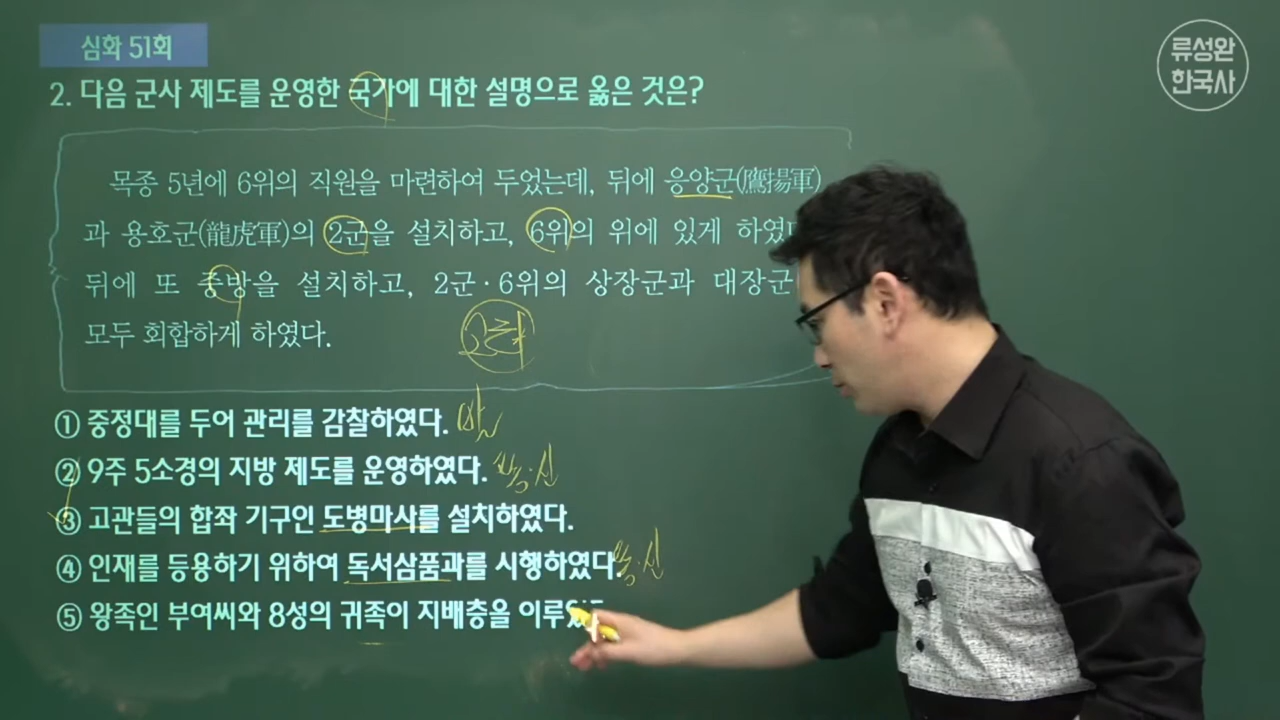 심화 51회
류성완
한국사
2. 다음 군사 제도를 운영한 국가에 대한 설명으로 옳은 것은?
목종 5년에 6위의 직원을 마련하여 두었는데, 뒤에 응양군(鷹揚軍)
과 용호군(龍虎軍)의 2군을 설치하고, 6위의 위에 있게 하였다
뒤에 또 중방을 설치하고, 2군·6위의 상장군과 대장군
모두 회합하게 하였다.
고려
① 중정대를 두어 관리를 감찰하였다. 발
② 9주 5소경의 지방 제도를 운영하였다. 통·신
③ 고관들의 합좌 기구인 도병마사를 설치하였다.
④ 인재를 등용하기 위하여 독서삼품과를 시행하였다. 통·신
⑤ 왕족인 부여씨와 8성의 귀족이 지배층을 이루었다